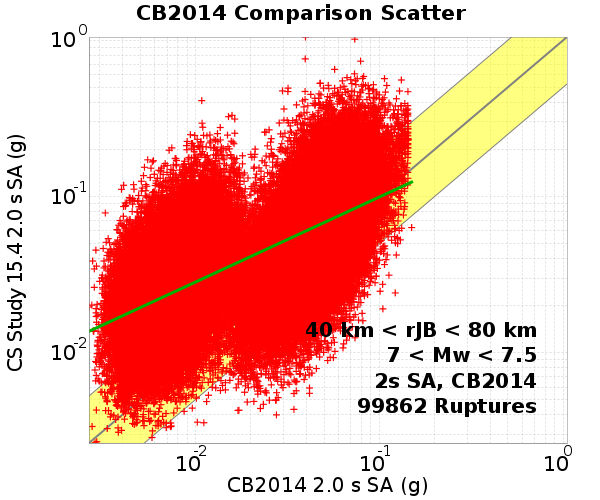 CB2014 Comparison Scatter
10^0
10^-1
10^-2
CS Study 15.4 2.0 s SA (g)
40 km < rJB < 80 km
7 < Mw < 7.5
2s SA, CB2014
99862 Ruptures
10^-2 10^-1 10^0
CB2014 2.0 s SA (g)